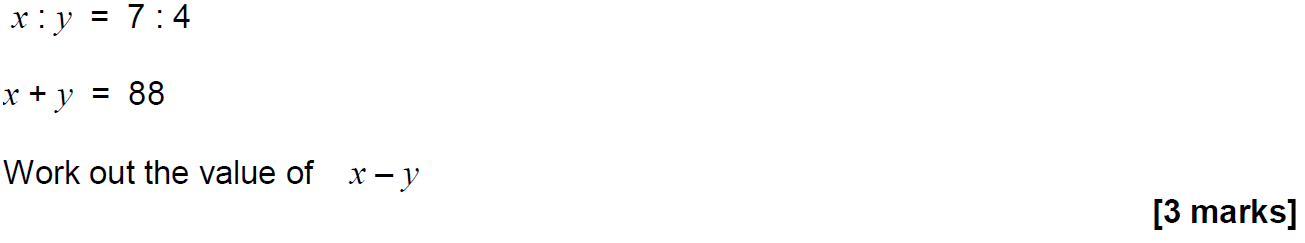 x : y = 7 : 4
x + y = 88
Work out the value of x – y
[3 marks]